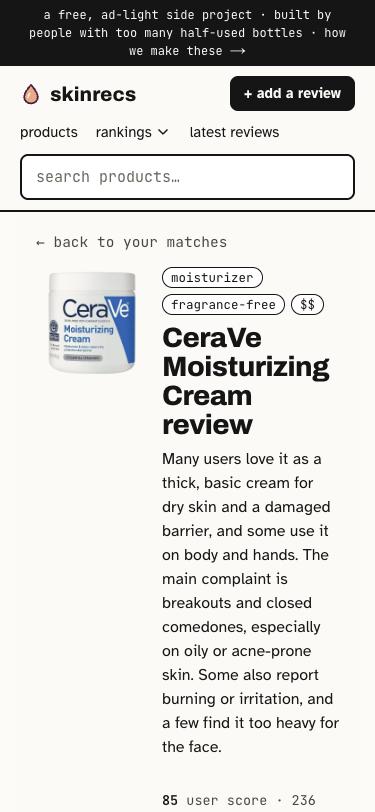 a free, ad-light side project · built by
people with too many half-used bottles · how
we make these →
skinrecs
+ add a review
products
rankings
latest reviews
search products…
← back to your matches
moisturizer
fragrance-free
$$
CeraVe
Moisturizing
Cream
CeraVe
Moisturizing
Cream
review
Many users love it as a
thick, basic cream for
dry skin and a damaged
barrier, and some use it
on body and hands. The
main complaint is
breakouts and closed
comedones, especially
on oily or acne-prone
skin. Some also report
burning or irritation, and
a few find it too heavy for
the face.
85 user score · 236